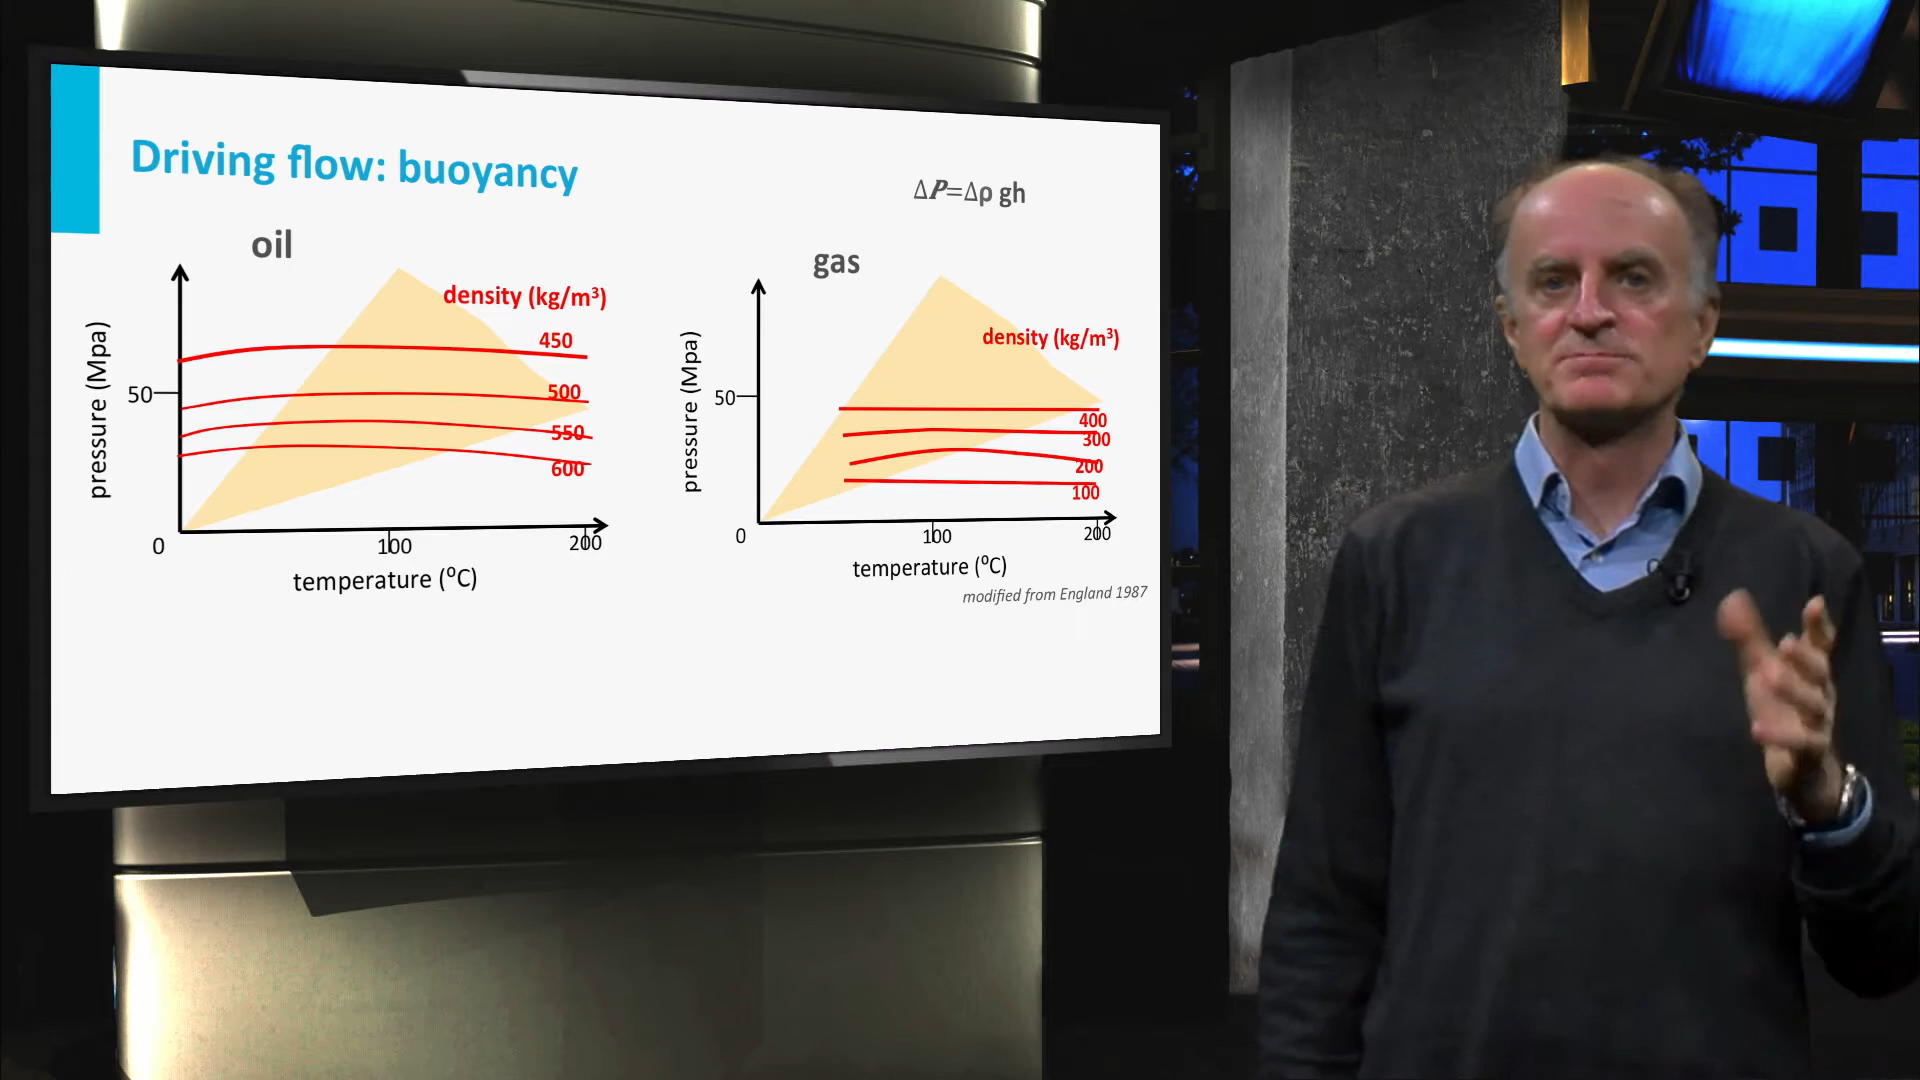 Driving flow: buoyancy
ΔP=Δρ gh
oil
density (kg/m³)
450
500
550
600
50
pressure (Mpa)
0
100
200
temperature (⁰C)
gas
density (kg/m³)
400
300
200
100
50
pressure (Mpa)
0
100
200
temperature (⁰C)
modified from England 1987